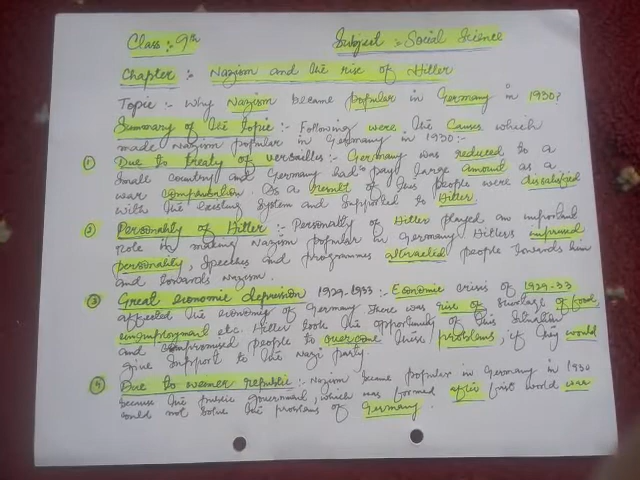 Class :- 9th Subject :- Social Science
Chapter :- Nazism and the rise of Hitler
Topic :- Why Nazism became popular in Germany in 1930?
Summary of the topic :- Following were the causes which
made Nazism popular in Germany in 1930:-
① Due to treaty of versailles :- Germany was reduced to a
Small country and Germany had to pay large amount as a
war . As a result of this people were
with the existing System and Supported to Hitler
② Personality of Hitler :- Personality of Hitler played an important
role in making Nazism popular in Germany Hitler's
personality, Speeches and programmes attracted people towards him
and towards Nazism.
③ Great economic depression 1929-1933 :- Economic crisis of 1929-33
affected the economy of Germany There was rise of Shortage of food,
unemployment etc. Hitler took the opportunity of this Situation
and people to overcome these problems, if they would
give Support to the Nazi party.
④ Due to republic :- Nazism became popular in Germany in 1930
because the government, which was formed after first world war
could not solve the problems of Germany.